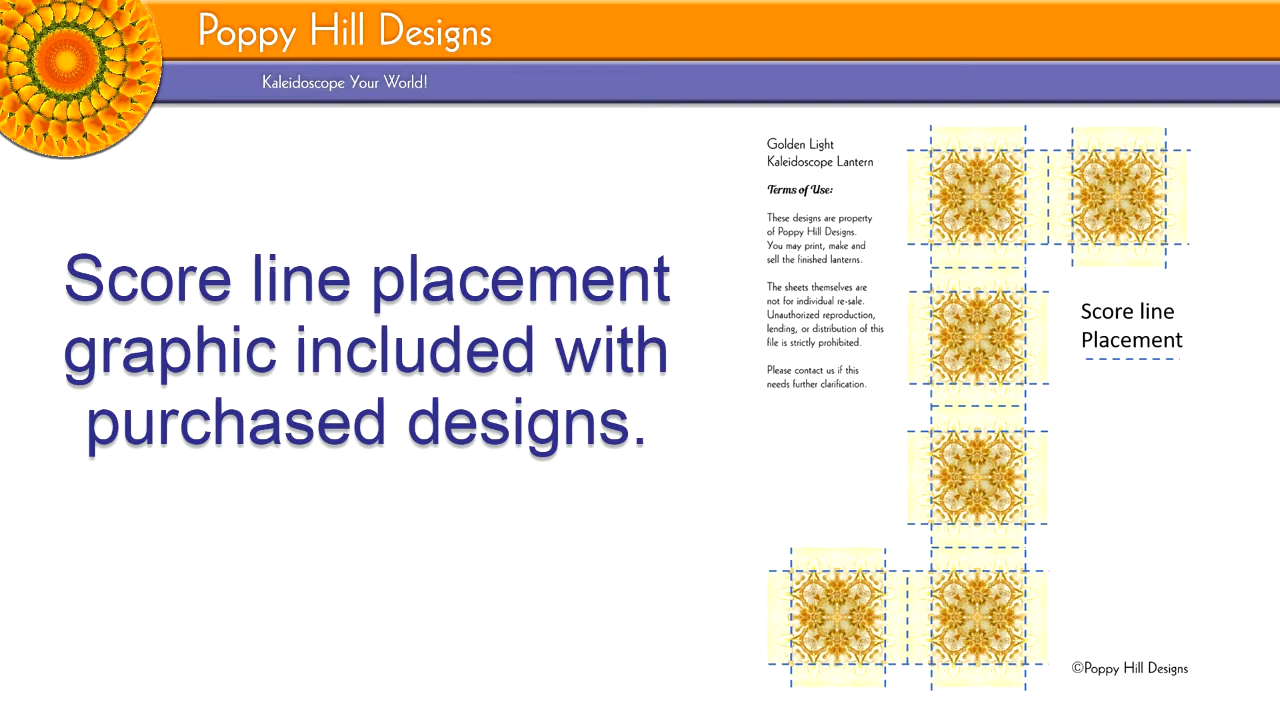 Poppy Hill Designs
Kaleidoscope Your World!
Score line placement
graphic included with
purchased designs.
Golden Light
Kaleidoscope Lantern
Terms of Use:
These designs are property
of Poppy Hill Designs.
You may print, make and
sell the finished lanterns.
The sheets themselves are
not for individual re-sale.
Unauthorized reproduction,
lending, or distribution of this
file is strictly prohibited.
Please contact us if this
needs further clarification.
Score line
Placement
©Poppy Hill Designs